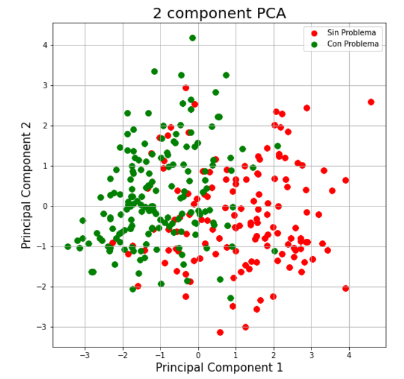 2 component PCA
Sin Problema
Con Problema
Principal Component 2
4
3
2
1
0
−1
−2
−3
−3 −2 −1 0 1 2 3 4
Principal Component 1